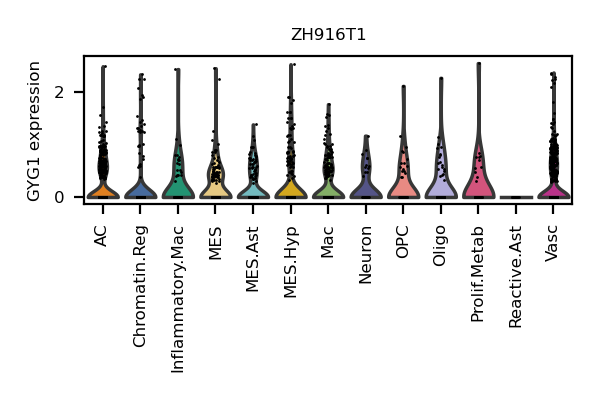 ZH916T1
GYG1 expression
2
0
AC
Chromatin.Reg
Inflammatory.Mac
MES
MES.Ast
MES.Hyp
Mac
Neuron
OPC
Oligo
Prolif.Metab
Reactive.Ast
Vasc